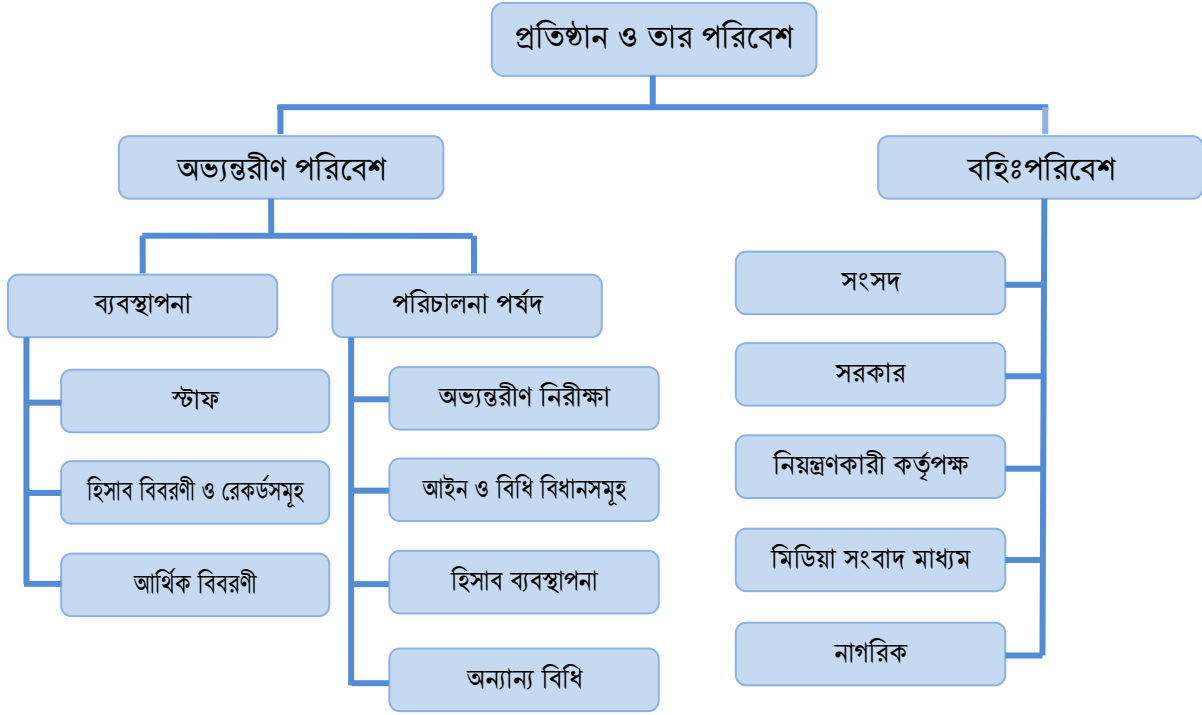 প্রতিষ্ঠান ও তার পরিবেশ
অভ্যন্তরীণ পরিবেশ
ব্যবস্থাপনা
স্টাফ
হিসাব বিবরণী ও রেকর্ডসমূহ
আর্থিক বিবরণী
পরিচালনা পর্ষদ
অভ্যন্তরীণ নিরীক্ষা
আইন ও বিধি বিধানসমূহ
হিসাব ব্যবস্থাপনা
অন্যান্য বিধি
বহিঃপরিবেশ
সংসদ
সরকার
নিয়ন্ত্রণকারী কর্তৃপক্ষ
মিডিয়া সংবাদ মাধ্যম
নাগরিক